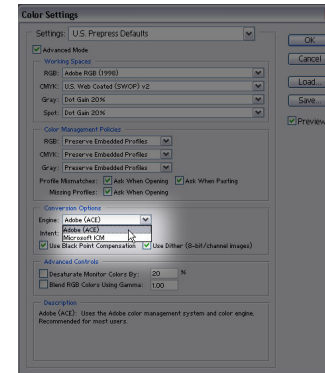 Color Settings
Settings: U.S. Prepress Defaults
OK
Advanced Mode
Cancel
Working Spaces
RGB: Adobe RGB (1998)
CMYK: U.S. Web Coated (SWOP) v2
Load...
Gray: Dot Gain 20%
Save...
Spot: Dot Gain 20%
Preview
Color Management Policies
RGB: Preserve Embedded Profiles
CMYK: Preserve Embedded Profiles
Gray: Preserve Embedded Profiles
Profile Mismatches: Ask When Opening Ask When Pasting
Missing Profiles: Ask When Opening
Conversion Options
Engine: Adobe (ACE)
Adobe (ACE)
Intent: Microsoft ICM
Use Black Point Compensation Use Dither (8-bit/channel images)
Advanced Controls
Desaturate Monitor Colors By: 20 %
Blend RGB Colors Using Gamma: 1.00
Description
Adobe (ACE): Uses the Adobe color management system and color engine.
Recommended for most users.